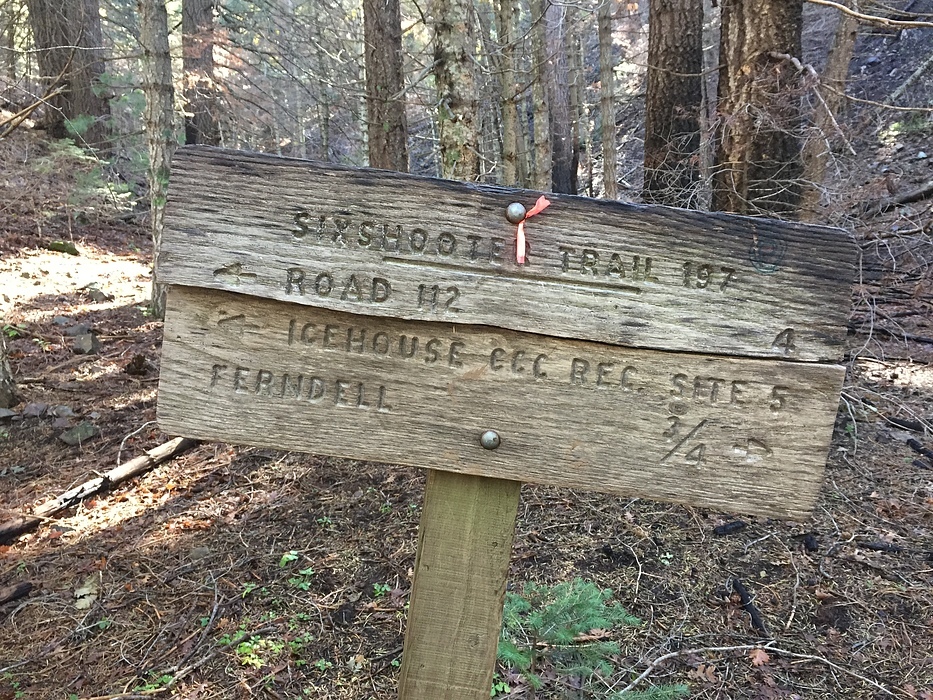 SIXSHOOTER TRAIL 197
← ROAD 112 4
← ICEHOUSE CCC REC. SITE 5
FERNDELL 3/4 →